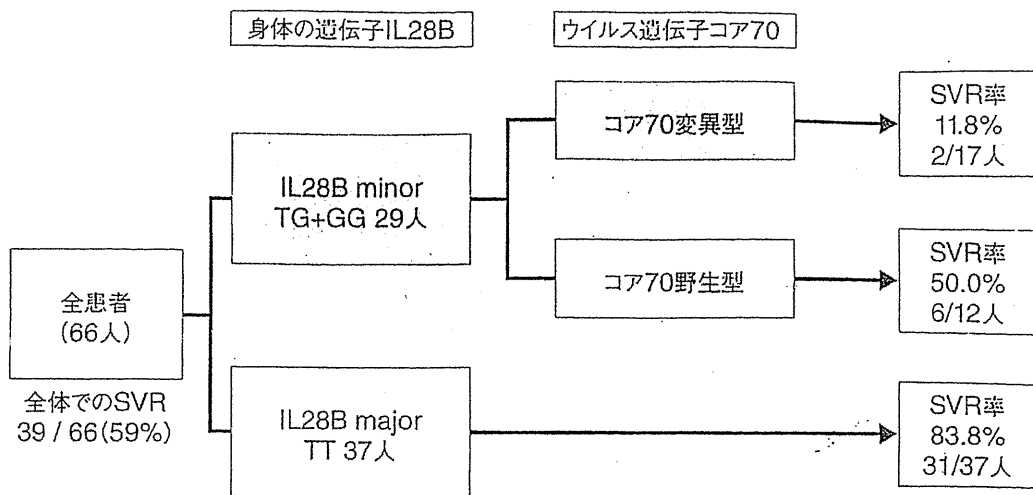 身体の遺伝子IL28B
ウイルス遺伝子コア70
コア70変異型
SVR率
11.8%
2/17人
IL28B minor
TG+GG 29人
コア70野生型
SVR率
50.0%
6/12人
全患者
(66人)
全体でのSVR
39 / 66(59%)
IL28B major
TT 37人
SVR率
83.8%
31/37人